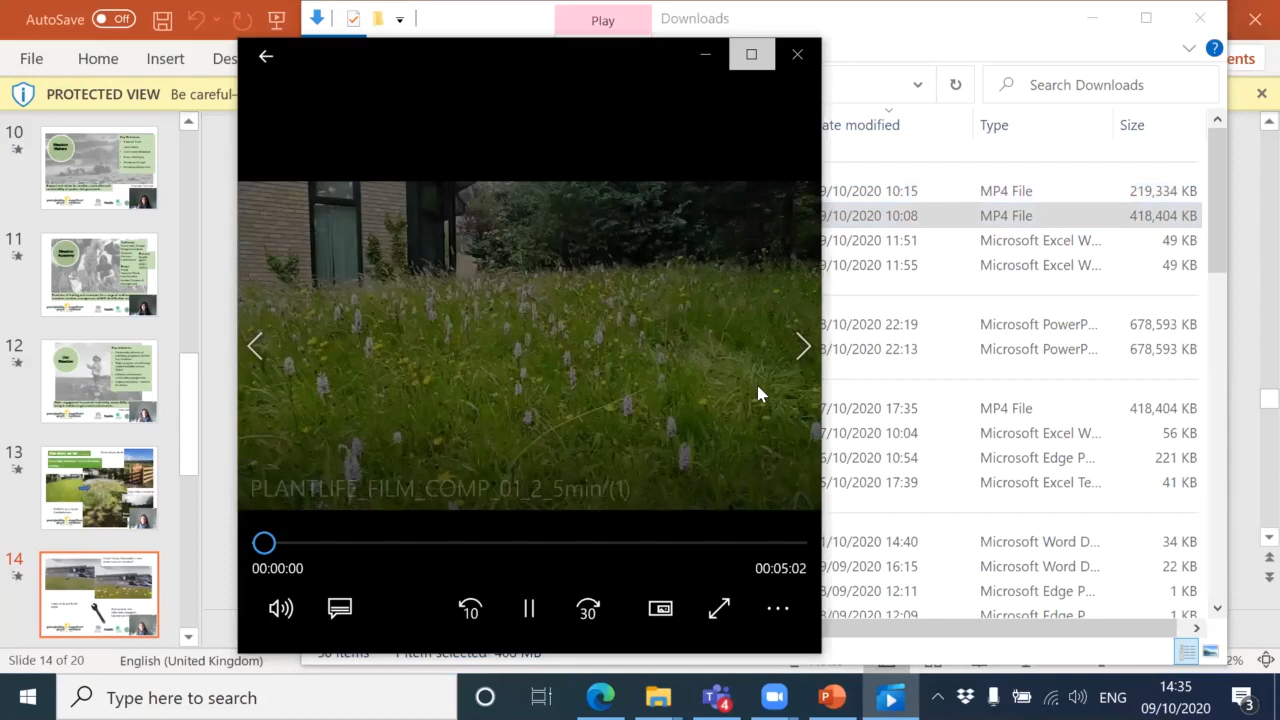 AutoSave Off
Play
Downloads
File Home Insert Des
ents
PROTECTED VIEW Be careful—
Search Downloads
ate modified Type Size
9/10/2020 10:15 MP4 File 219,334 KB
9/10/2020 10:08 MP4 File 418,404 KB
9/10/2020 11:51 Microsoft Excel W... 49 KB
9/10/2020 11:55 Microsoft Excel W... 49 KB
8/10/2020 22:19 Microsoft PowerP... 678,593 KB
8/10/2020 22:13 Microsoft PowerP... 678,593 KB
7/10/2020 17:35 MP4 File 418,404 KB
7/10/2020 10:04 Microsoft Excel W... 56 KB
5/10/2020 10:54 Microsoft Edge P... 221 KB
5/10/2020 17:39 Microsoft Excel Te... 41 KB
1/10/2020 14:40 Microsoft Word D... 34 KB
9/09/2020 16:15 Microsoft Word D... 22 KB
8/09/2020 12:11 Microsoft Edge P... 1 KB
10
11
12
13
14
PLANTLIFE_FILM_COMP_01_2_5min/(1)
00:00:00 00:05:02
10 30
Slide 14 of 20 English (United Kingdom)
2%
Type here to search
4
ENG
14:35
09/10/2020
3